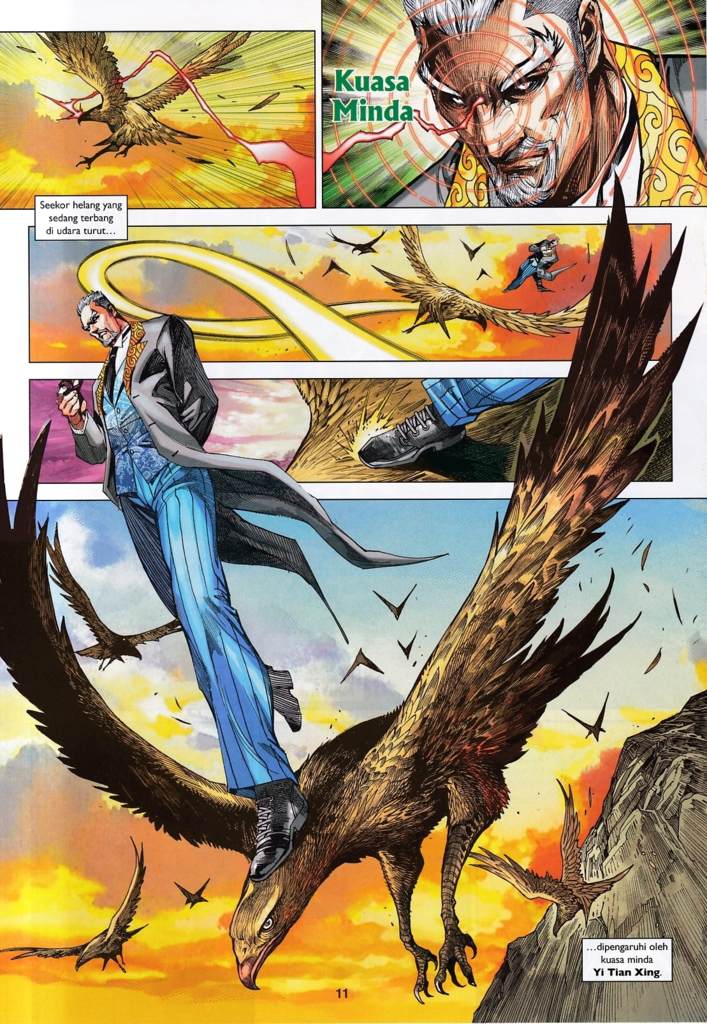 Kuasa
Minda
Seekor helang yang
sedang terbang
di udara turut...
...dipengaruhi oleh
kuasa minda
Yi Tian Xing.
11